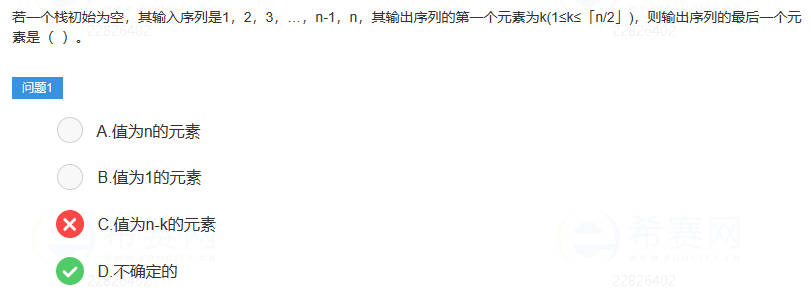 若一个栈初始为空，其输入序列是1，2，3，…，n-1，n，其输出序列的第一个元素为k(1≤k≤「n/2」)，则输出序列的最后一个元
素是（ ）。
22826402
22826402
问题1
A.值为n的元素
B.值为1的元素
C.值为n-k的元素
D.不确定的
希赛网
希赛网
WWW.EDUCITY.CN
22826402
22826402